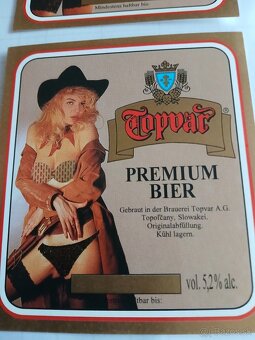 Mindestens haltbar bis:
Topvar ®
PREMIUM
BIER
Gebraut in der Brauerei Topvar A.G.
Topoľčany, Slowakei.
Originalabfüllung.
Kühl lagern.
vol. 5,2% alc.
haltbar bis: